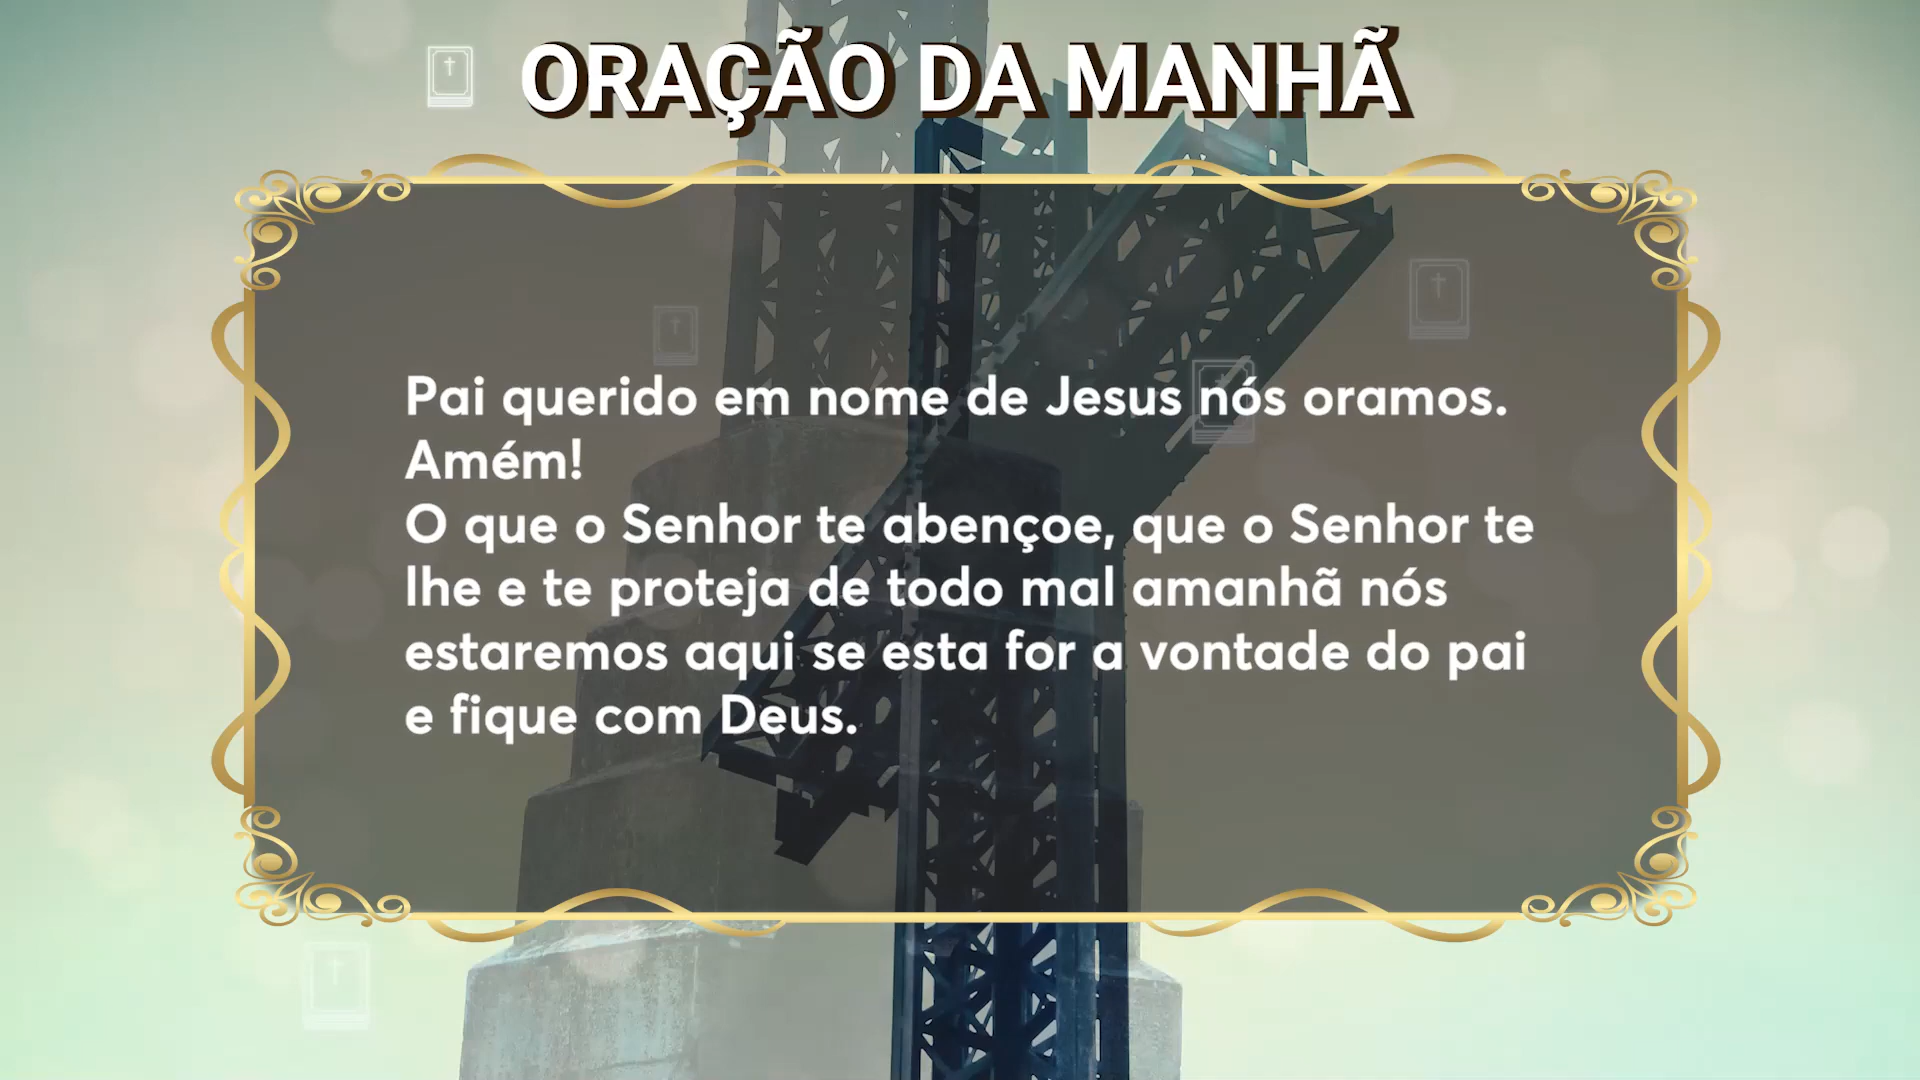 ORAÇÃO DA MANHÃ
Pai querido em nome de Jesus nós oramos.
Amém!
O que o Senhor te abençoe, que o Senhor te
lhe e te proteja de todo mal amanhã nós
estaremos aqui se esta for a vontade do pai
e fique com Deus.